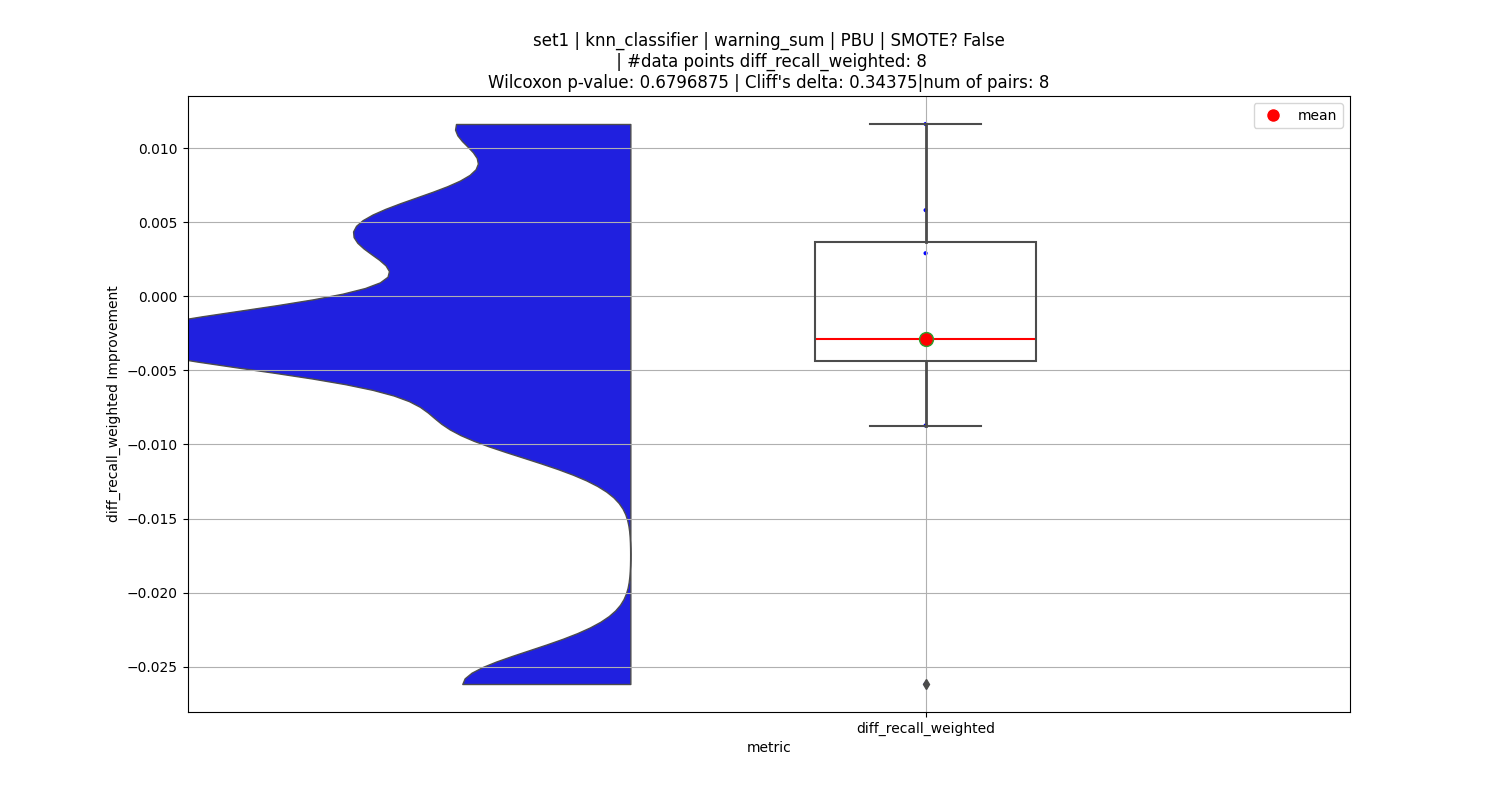 set1 | knn_classifier | warning_sum | PBU | SMOTE? False
| #data points diff_recall_weighted: 8
Wilcoxon p-value: 0.6796875 | Cliff's delta: 0.34375|num of pairs: 8
mean
0.010
0.005
0.000
−0.005
−0.010
−0.015
−0.020
−0.025
diff_recall_weighted Improvement
diff_recall_weighted
metric